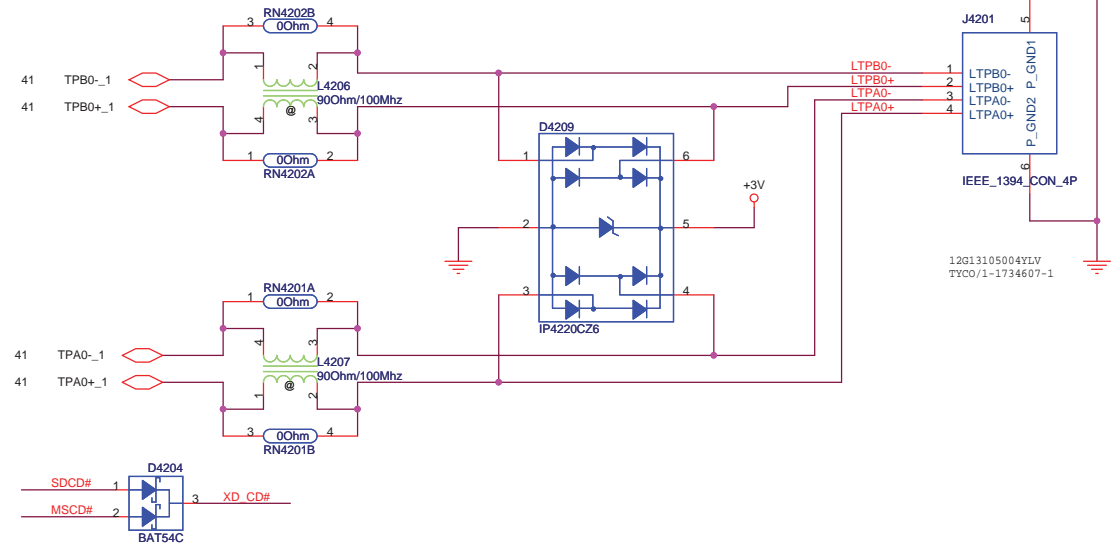 RN4202B
3 0Ohm 4
J4201
5
41 TPB0-_1
1
2
L4206
90Ohm/100Mhz
@
41 TPB0+_1
4
3
1 0Ohm 2
RN4202A
LTPB0- 1 LTPB0-
LTPB0+ 2 LTPB0+
LTPA0- 3 LTPA0-
LTPA0+ 4 LTPA0+
P_GND1
P_GND2
6
IEEE_1394_CON_4P
12G13105004YLV
TYCO/1-1734607-1
D4209
1
6
+3V
2
5
3
4
IP4220CZ6
RN4201A
1 0Ohm 2
41 TPA0-_1
4
3
L4207
90Ohm/100Mhz
@
41 TPA0+_1
1
2
3 0Ohm 4
RN4201B
D4204
SDCD# 1
3 XD_CD#
MSCD# 2
BAT54C